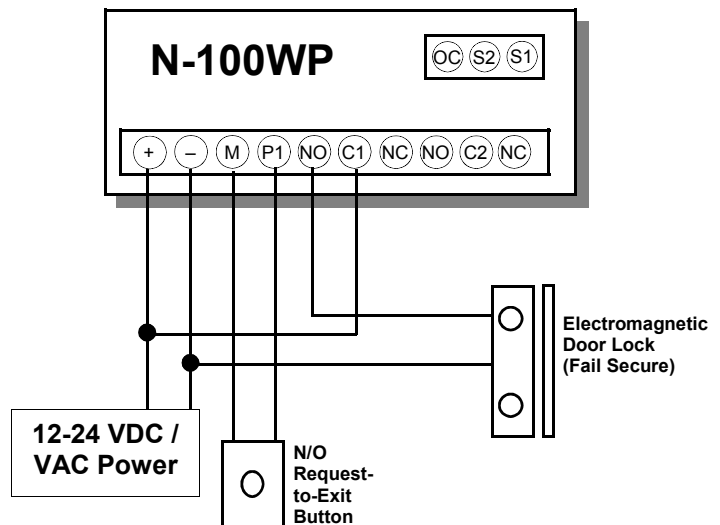 N-100WP
OC S2 S1
+ – M P1 NO C1 NC NO C2 NC
Electromagnetic
Door Lock
(Fail Secure)
12-24 VDC /
VAC Power
N/O
Request-
to-Exit
Button